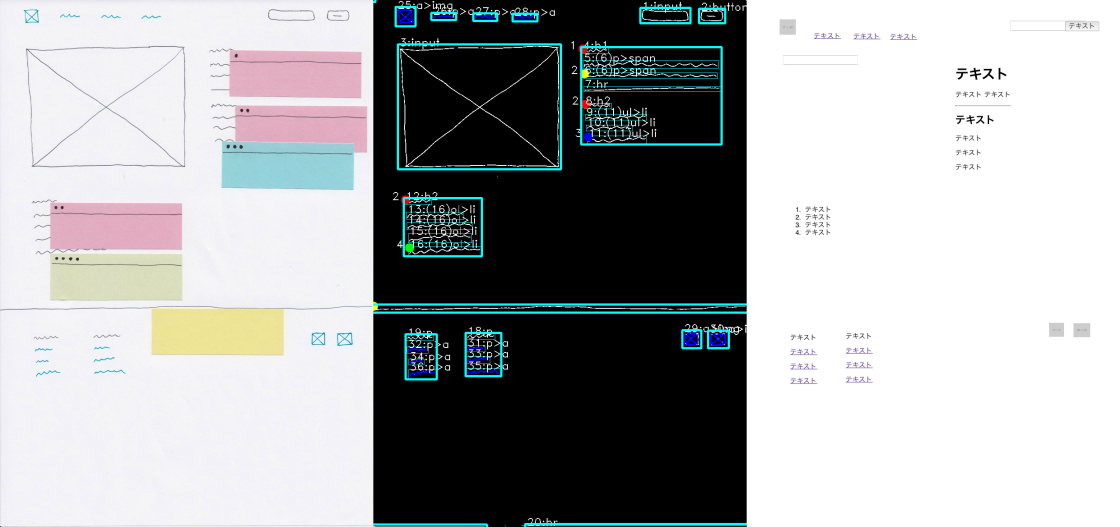 25:a>img
26:p>a
27:p>a
28:p>a
1:input
2:button
3:input
1 4:h1
5:(6)p>span
2 6:(6)p>span
7:hr
2 8:h2
9:(11)ul>li
10:(11)ul>li
3 11:(11)ul>li
2 12:h2
13:(16)ol>li
14:(16)ol>li
15:(16)ol>li
4 16:(16)ol>li
19:p
32:p>a
34:p>a
36:p>a
18:p
31:p>a
33:p>a
35:p>a
20:hr
テキスト
テキスト テキスト テキスト
テキスト
テキスト テキスト
テキスト
テキスト
テキスト
テキスト
1. テキスト
2. テキスト
3. テキスト
4. テキスト
テキスト テキスト
テキスト テキスト
テキスト テキスト
テキスト テキスト